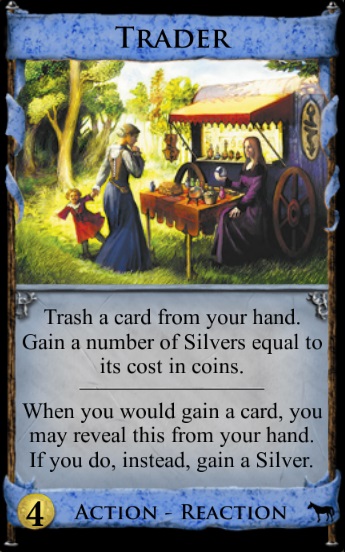 TRADER
Trash a card from your hand.
Gain a number of Silvers equal to
its cost in coins.
When you would gain a card, you
may reveal this from your hand.
If you do, instead, gain a Silver.
4 ACTION - REACTION